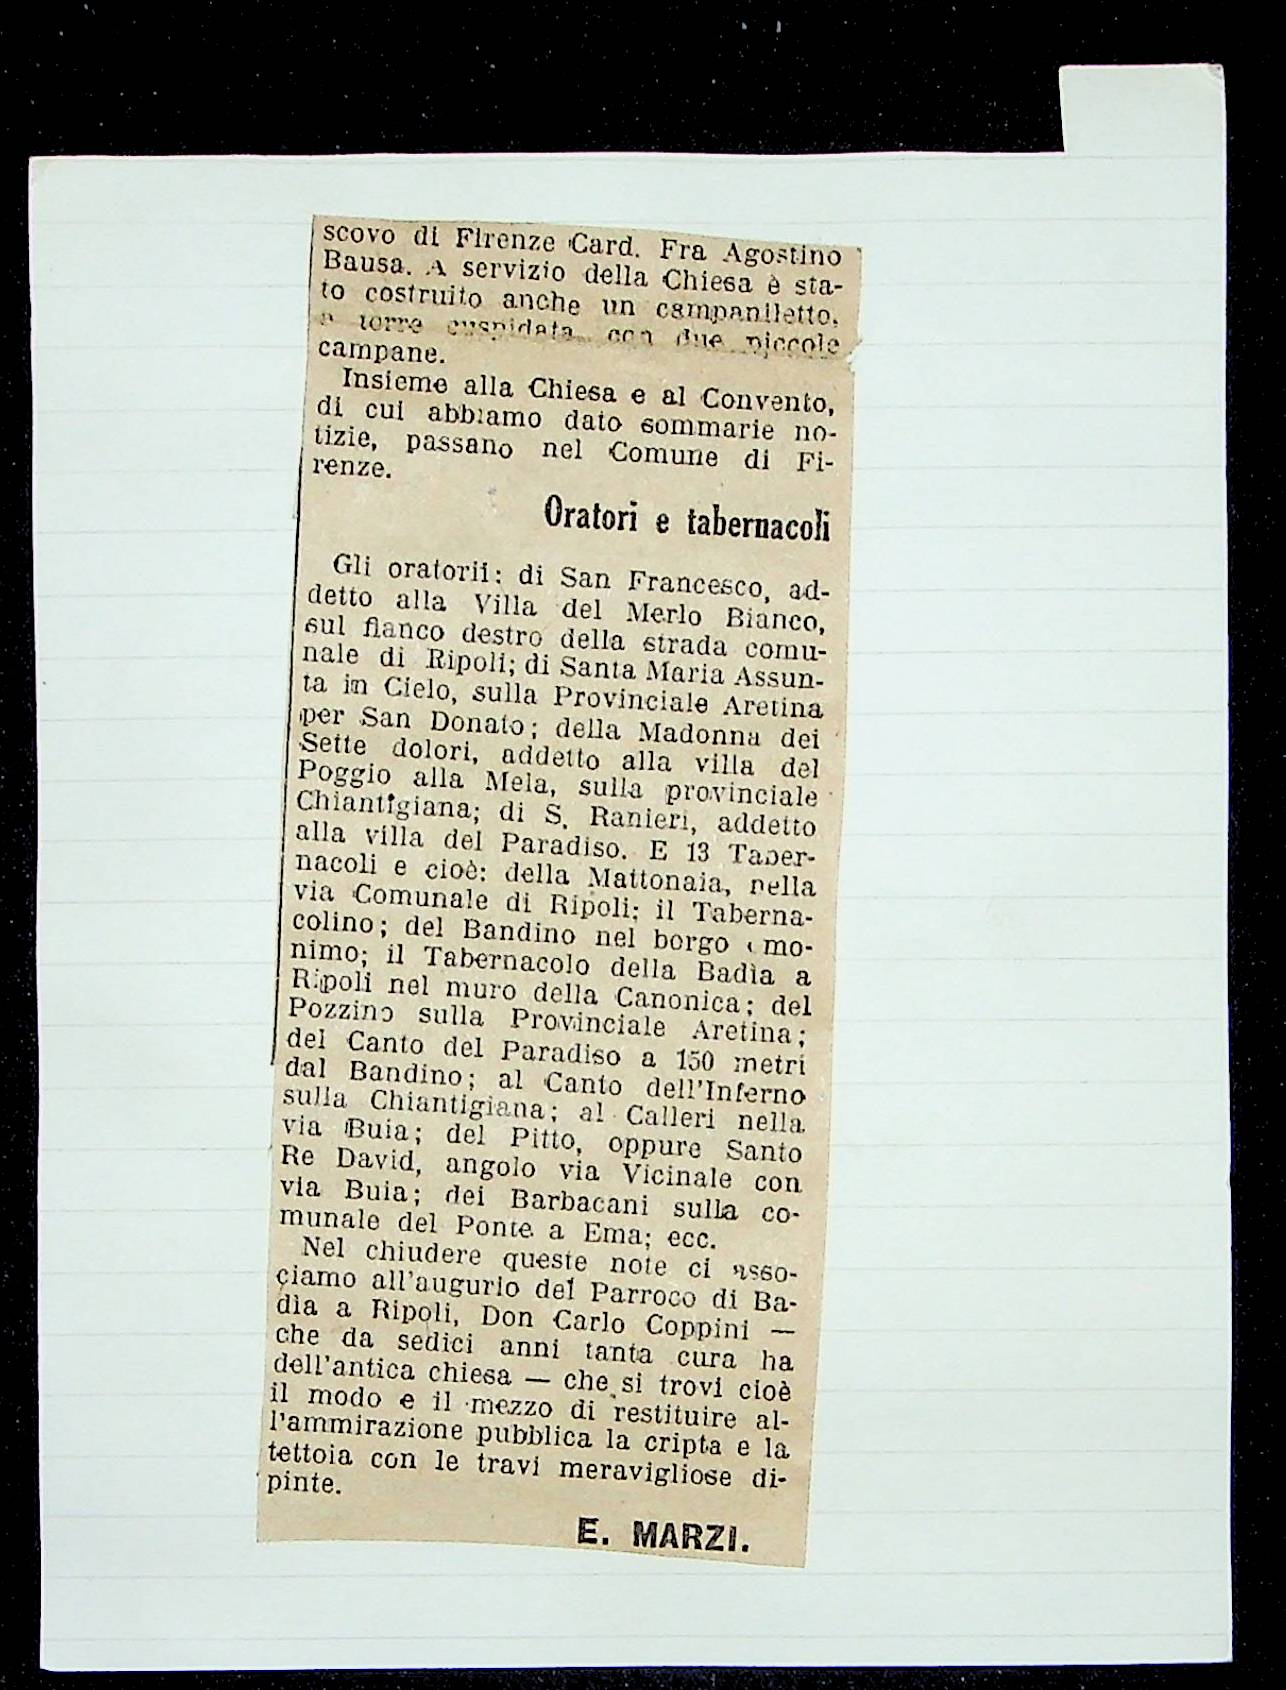 scovo di Firenze Card. Fra Agostino
Bausa. A servizio della Chiesa è sta-
to costruito anche un campaniletto,
a torre cuspidata con due piccole
campane.
Insieme alla Chiesa e al Convento,
di cui abbiamo dato sommarie no-
tizie, passano nel Comune di Fi-
renze.
Oratori e tabernacoli
Gli oratorii: di San Francesco, ad-
detto alla Villa del Merlo Bianco,
sul fianco destro della strada comu-
nale di Ripoli; di Santa Maria Assun-
ta in Cielo, sulla Provinciale Aretina
per San Donato; della Madonna dei
Sette dolori, addetto alla villa del
Poggio alla Mela, sulla provinciale
Chiantigiana; di S. Ranieri, addetto
alla villa del Paradiso. E 13 Taber-
nacoli e cioè: della Mattonaia, nella
via Comunale di Ripoli; il Taberna-
colino; del Bandino nel borgo omo-
nimo; il Tabernacolo della Badìa a
Ripoli nel muro della Canonica; del
Pozzino sulla Provinciale Aretina;
del Canto del Paradiso a 150 metri
dal Bandino; al Canto dell'Inferno
sulla Chiantigiana; al Calleri nella
via Buia; del Pitto, oppure Santo
Re David, angolo via Vicinale con
via Buia; dei Barbacani sulla co-
munale del Ponte a Ema; ecc.
Nel chiudere queste note ci asso-
ciamo all'augurio del Parroco di Ba-
dìa a Ripoli, Don Carlo Coppini —
che da sedici anni tanta cura ha
dell'antica chiesa — che si trovi cioè
il modo e il mezzo di restituire al-
l'ammirazione pubblica la cripta e la
tettoia con le travi meravigliose di-
pinte.
E. MARZI.